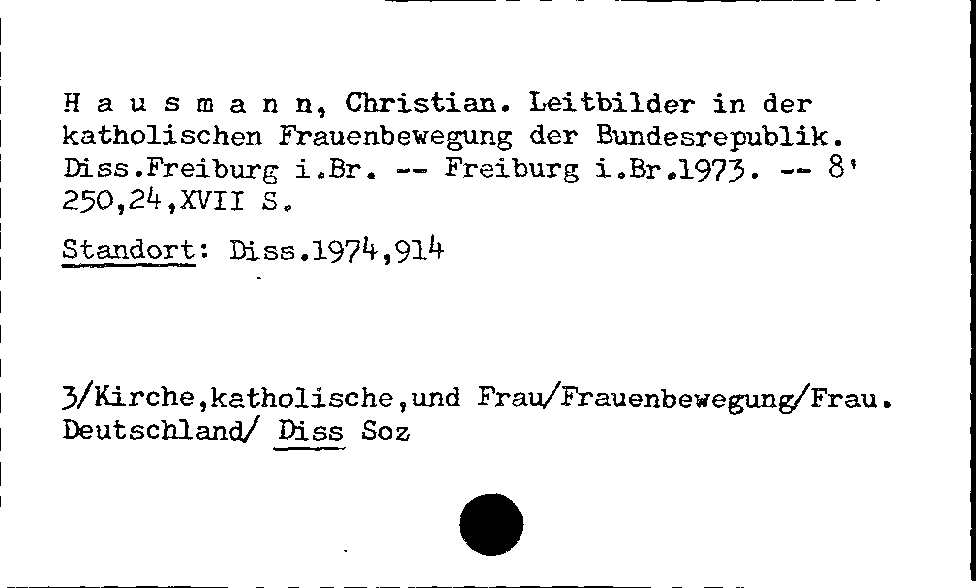 H a u s m a n n, Christian. Leitbilder in der
katholischen Frauenbewegung der Bundesrepublik.
Diss.Freiburg i.Br. -- Freiburg i.Br.1973. -- 8'
250,24,XVII S.
Standort: Diss.1974,914
3/Kirche,katholische,und Frau/Frauenbewegung/Frau.
Deutschland/ Diss Soz